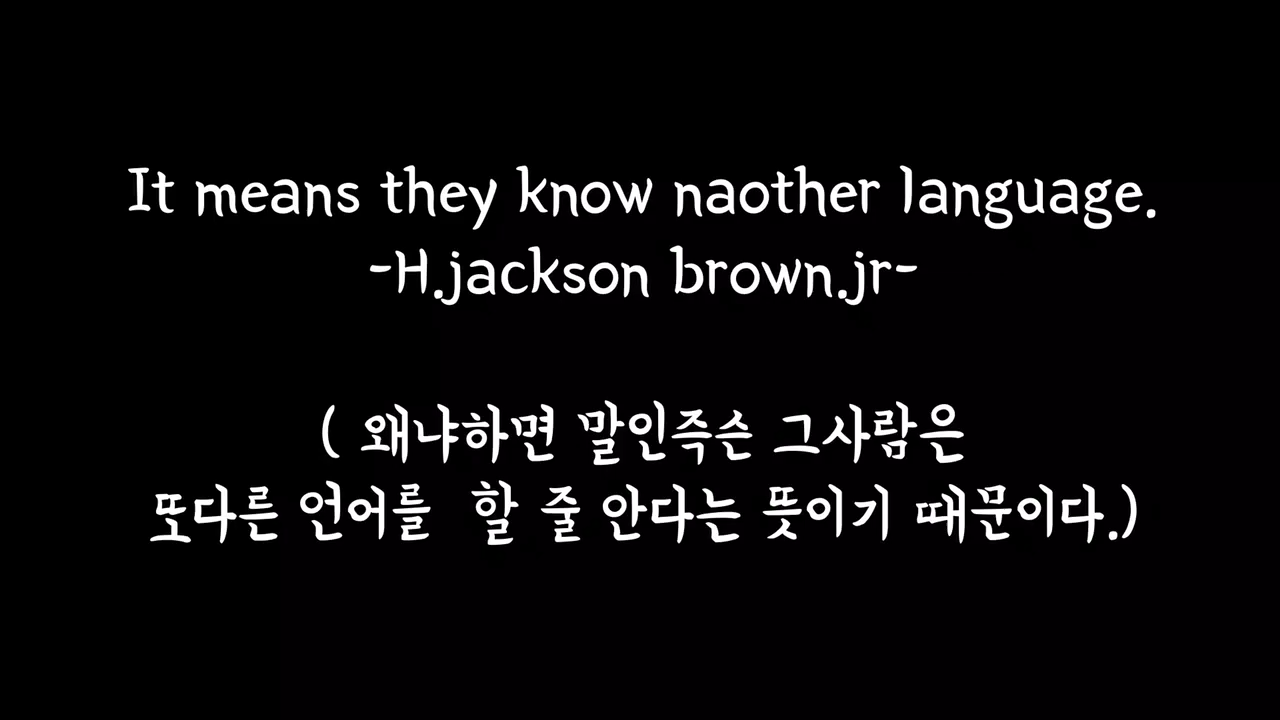 It means they know naother language.
-H.jackson brown.jr-
( 왜냐하면 말인즉슨 그사람은
또다른 언어를 할 줄 안다는 뜻이기 때문이다.)